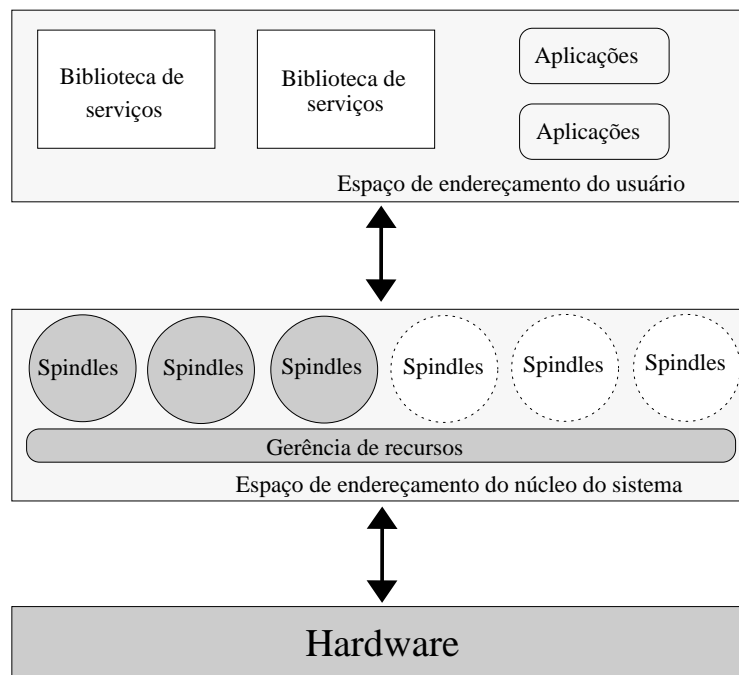 Biblioteca de
serviços
Biblioteca de
serviços
Aplicações
Aplicações
Espaço de endereçamento do usuário
Spindles
Spindles
Spindles
Spindles
Spindles
Spindles
Gerência de recursos
Espaço de endereçamento do núcleo do sistema
Hardware